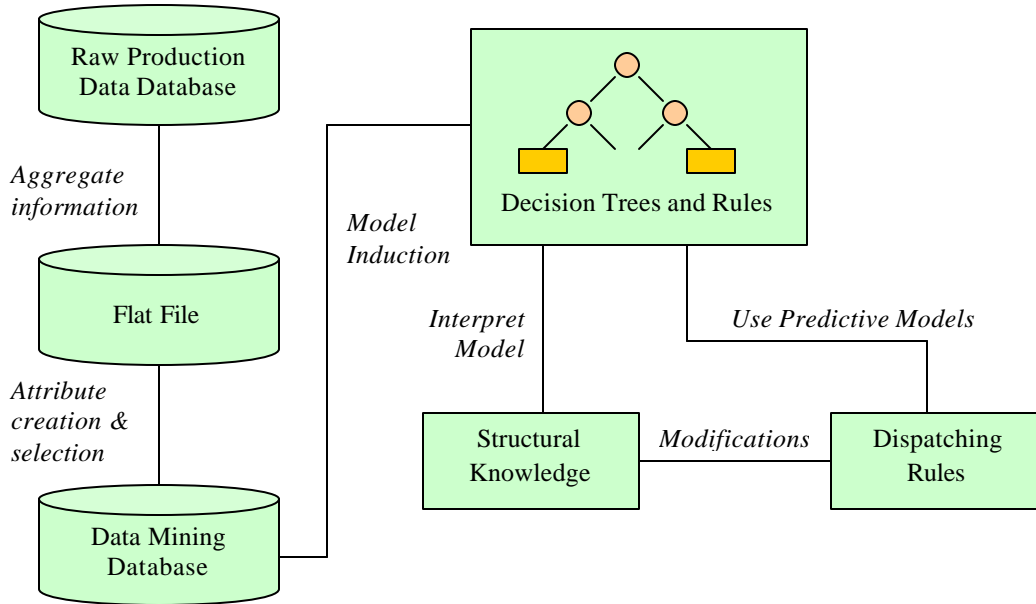 Raw Production
Data Database
Aggregate
information
Flat File
Attribute
creation &
selection
Data Mining
Database
Model
Induction
Decision Trees and Rules
Interpret
Model
Use Predictive Models
Structural
Knowledge
Modifications
Dispatching
Rules